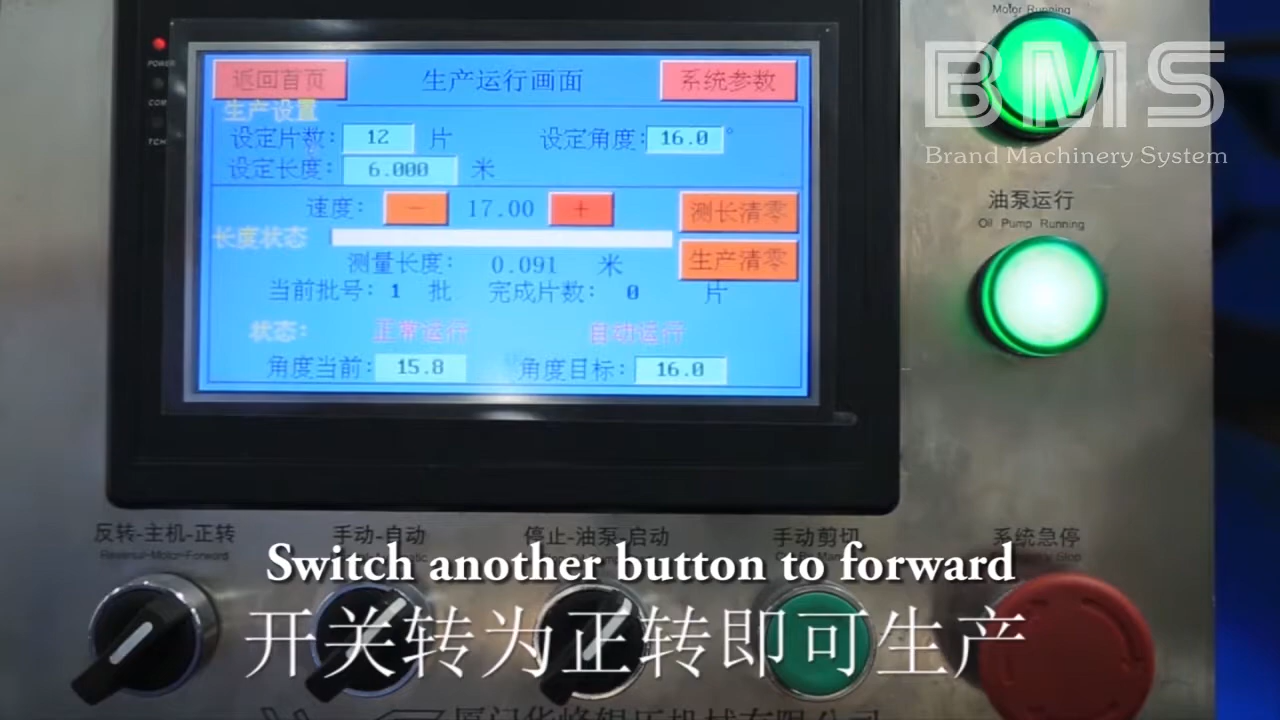 Motor Running
BMS
Brand Machinery System
POWER
COM
返回首页 生产运行画面 系统参数
生产设置
设定片数: 12 片 设定角度: 16.0 °
设定长度: 6.000 米
速度: - 17.00 + 测长清零
长度状态
测量长度: 0.091 米 生产清零
当前批号: 1 批 完成片数: 0 片
状态: 正常运行 自动运行
角度当前: 15.8 角度目标: 16.0
油泵运行
Oil Pump Running
反转-主机-正转 手动-自动 停止-油泵-启动 手动剪切 系统急停
Switch another button to forward
开关转为正转即可生产